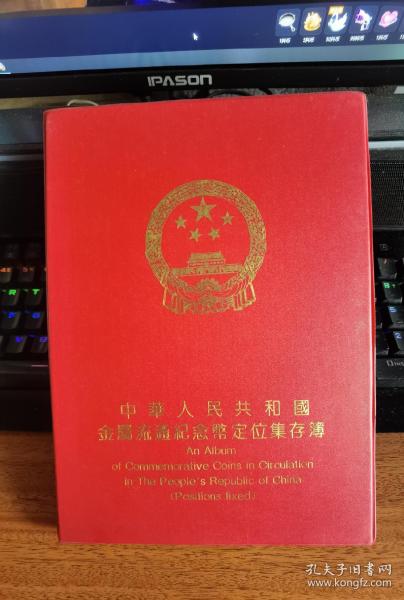 IPASON
中華人民共和國
金屬流通紀念幣定位集存簿
An Album
of Commemorative Coins in Circulation
in The People's Republic of China
(Positions fixed)
孔夫子旧书网
www.kongfz.com